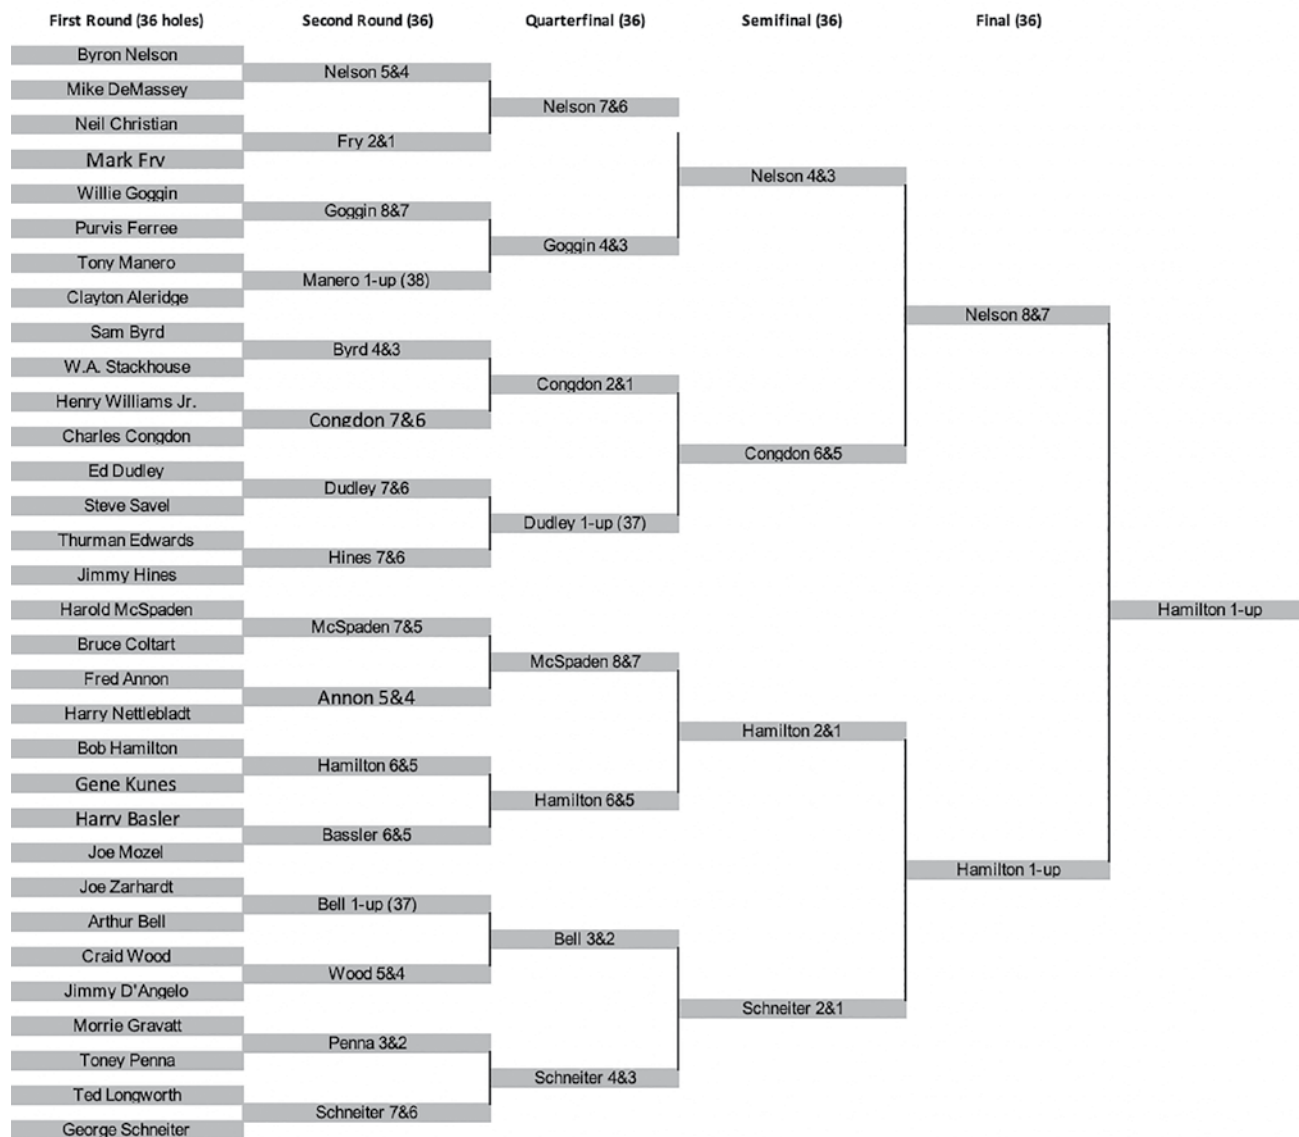 First Round (36 holes) Second Round (36) Quarterfinal (36) Semifinal (36) Final (36)
Byron Nelson
Nelson 5&4
Mike DeMassey
Nelson 7&6
Neil Christian
Fry 2&1
Mark Fry
Nelson 4&3
Willie Goggin
Goggin 8&7
Purvis Ferree
Goggin 4&3
Tony Manero
Manero 1-up (38)
Clayton Aleridge
Nelson 8&7
Sam Byrd
Byrd 4&3
W.A. Stackhouse
Congdon 2&1
Henry Williams Jr.
Congdon 7&6
Charles Congdon
Congdon 6&5
Ed Dudley
Dudley 7&6
Steve Savel
Dudley 1-up (37)
Thurman Edwards
Hines 7&6
Jimmy Hines
Harold McSpaden
Hamilton 1-up
McSpaden 7&5
Bruce Coltart
McSpaden 8&7
Fred Annon
Annon 5&4
Harry Nettlebladt
Hamilton 2&1
Bob Hamilton
Hamilton 6&5
Gene Kunes
Hamilton 6&5
Harry Basler
Bassler 6&5
Joe Mozel
Hamilton 1-up
Joe Zarhardt
Bell 1-up (37)
Arthur Bell
Bell 3&2
Craid Wood
Wood 5&4
Jimmy D'Angelo
Schneiter 2&1
Morrie Gravatt
Penna 3&2
Toney Penna
Schneiter 4&3
Ted Longworth
Schneiter 7&6
George Schneiter